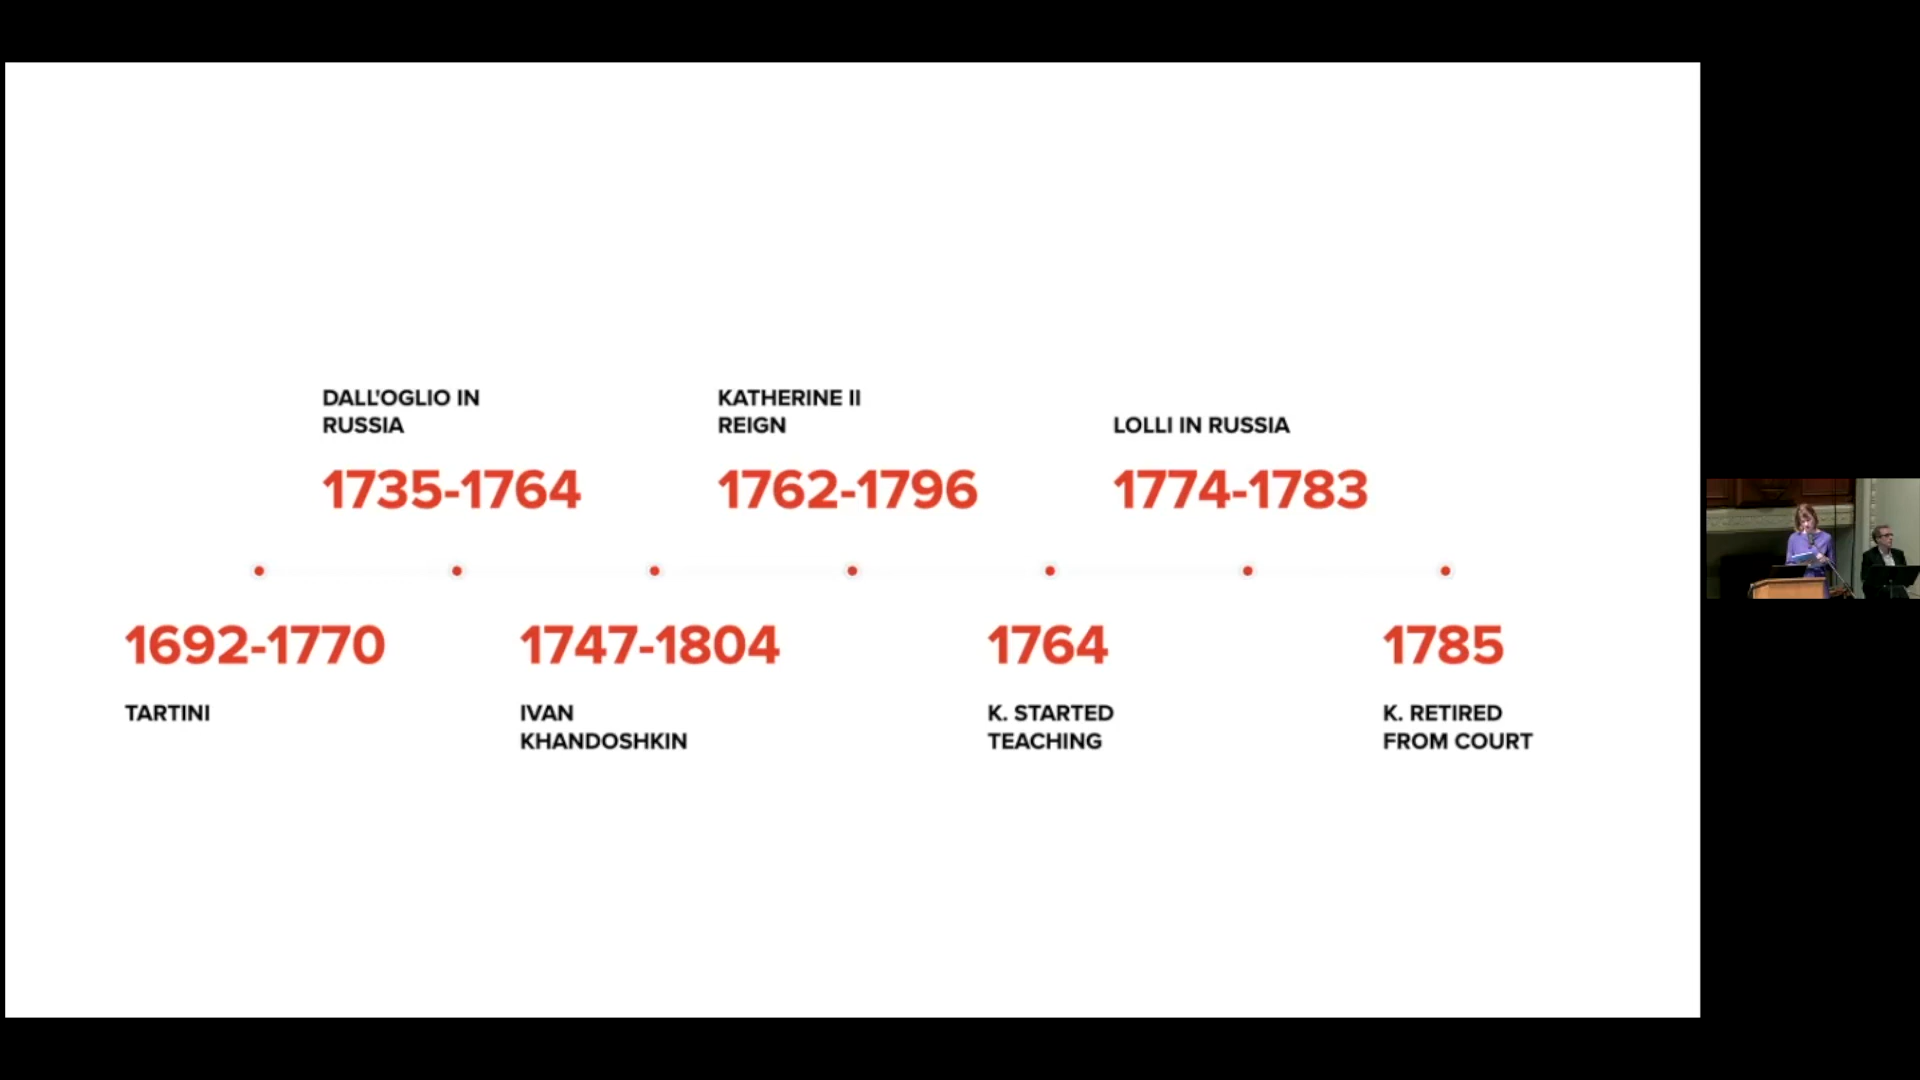 DALL'OGLIO IN
RUSSIA
1735-1764
KATHERINE II
REIGN
1762-1796
LOLLI IN RUSSIA
1774-1783
1692-1770
TARTINI
1747-1804
IVAN
KHANDOSHKIN
1764
K. STARTED
TEACHING
1785
K. RETIRED
FROM COURT